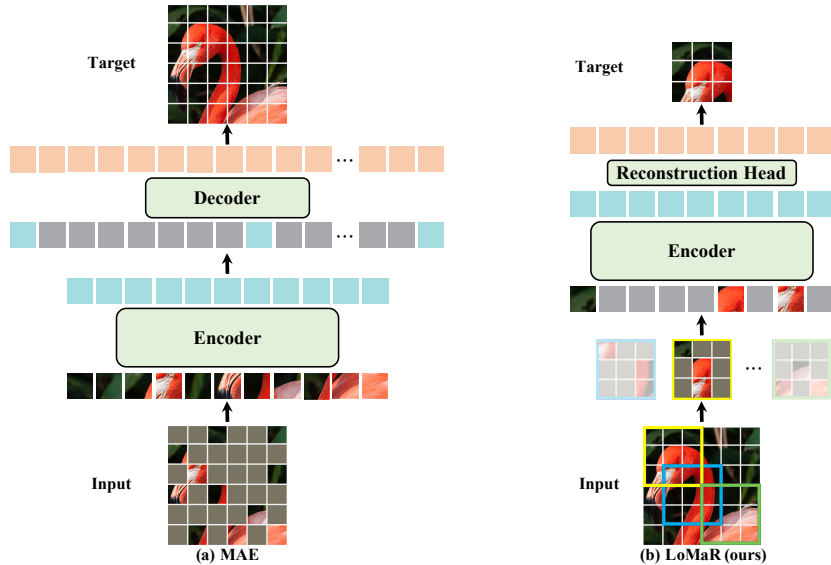 Target
...
Decoder
...
Encoder
Input
(a) MAE
Target
Reconstruction Head
Encoder
...
Input
(b) LoMaR (ours)